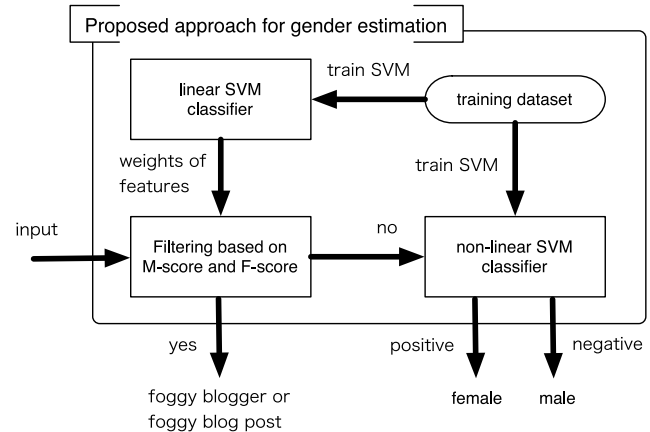 Proposed approach for gender estimation
train SVM
linear SVM
classifier
training dataset
weights of
features
train SVM
input
no
Filtering based on
M-score and F-score
non-linear SVM
classifier
yes
positive
negative
foggy blogger or
foggy blog post
female
male